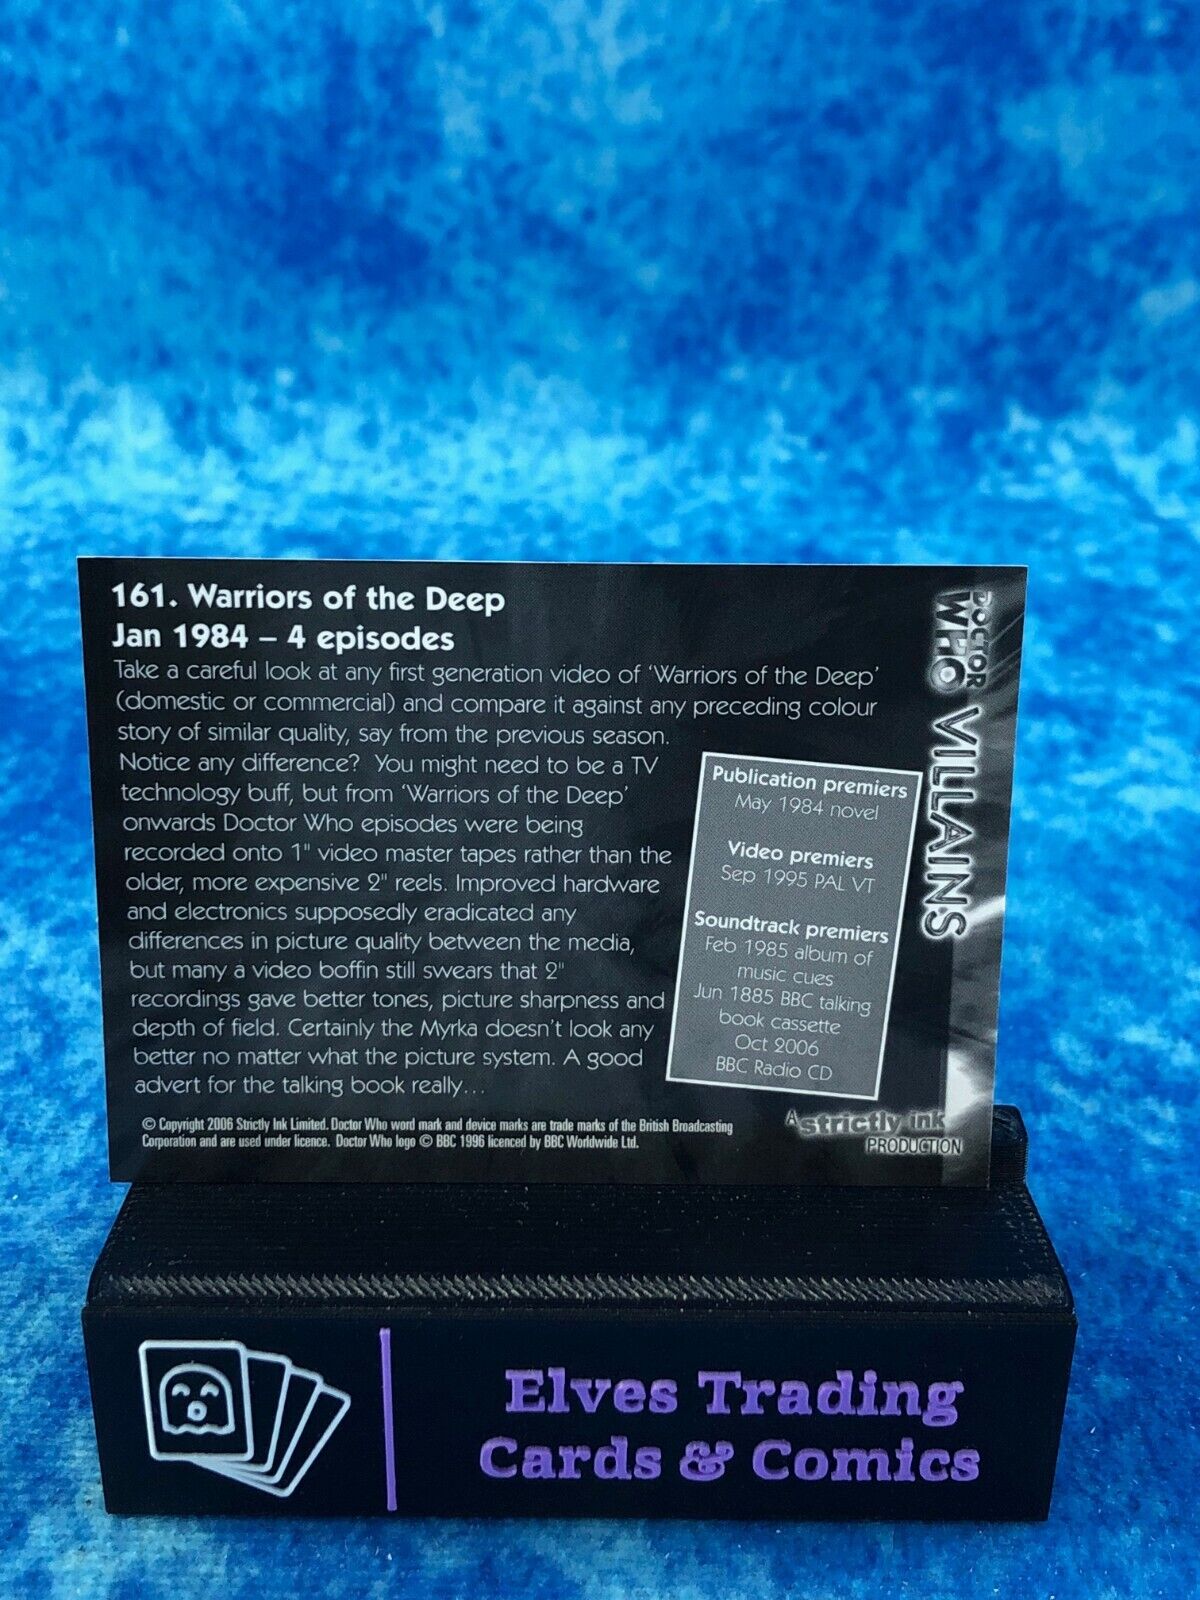 161. Warriors of the Deep
Jan 1984 – 4 episodes
Take a careful look at any first generation video of ‘Warriors of the Deep’
(domestic or commercial) and compare it against any preceding colour
story of similar quality, say from the previous season.
Notice any difference? You might need to be a TV
technology buff, but from ‘Warriors of the Deep’
onwards Doctor Who episodes were being
recorded onto 1" video master tapes rather than the
older, more expensive 2" reels. Improved hardware
and electronics supposedly eradicated any
differences in picture quality between the media,
but many a video boffin still swears that 2"
recordings gave better tones, picture sharpness and
depth of field. Certainly the Myrka doesn’t look any
better no matter what the picture system. A good
advert for the talking book really…
Publication premiers
May 1984 novel
Video premiers
Sep 1995 PAL VT
Soundtrack premiers
Feb 1985 album of
music cues
Jun 1885 BBC talking
book cassette
Oct 2006
BBC Radio CD
DOCTOR
WHO VILLAINS
© Copyright 2006 Strictly Ink Limited. Doctor Who word mark and device marks are trade marks of the British Broadcasting
Corporation and are used under licence. Doctor Who logo © BBC 1996 licenced by BBC Worldwide Ltd.
A strictly ink
PRODUCTION
Elves Trading
Cards & Comics